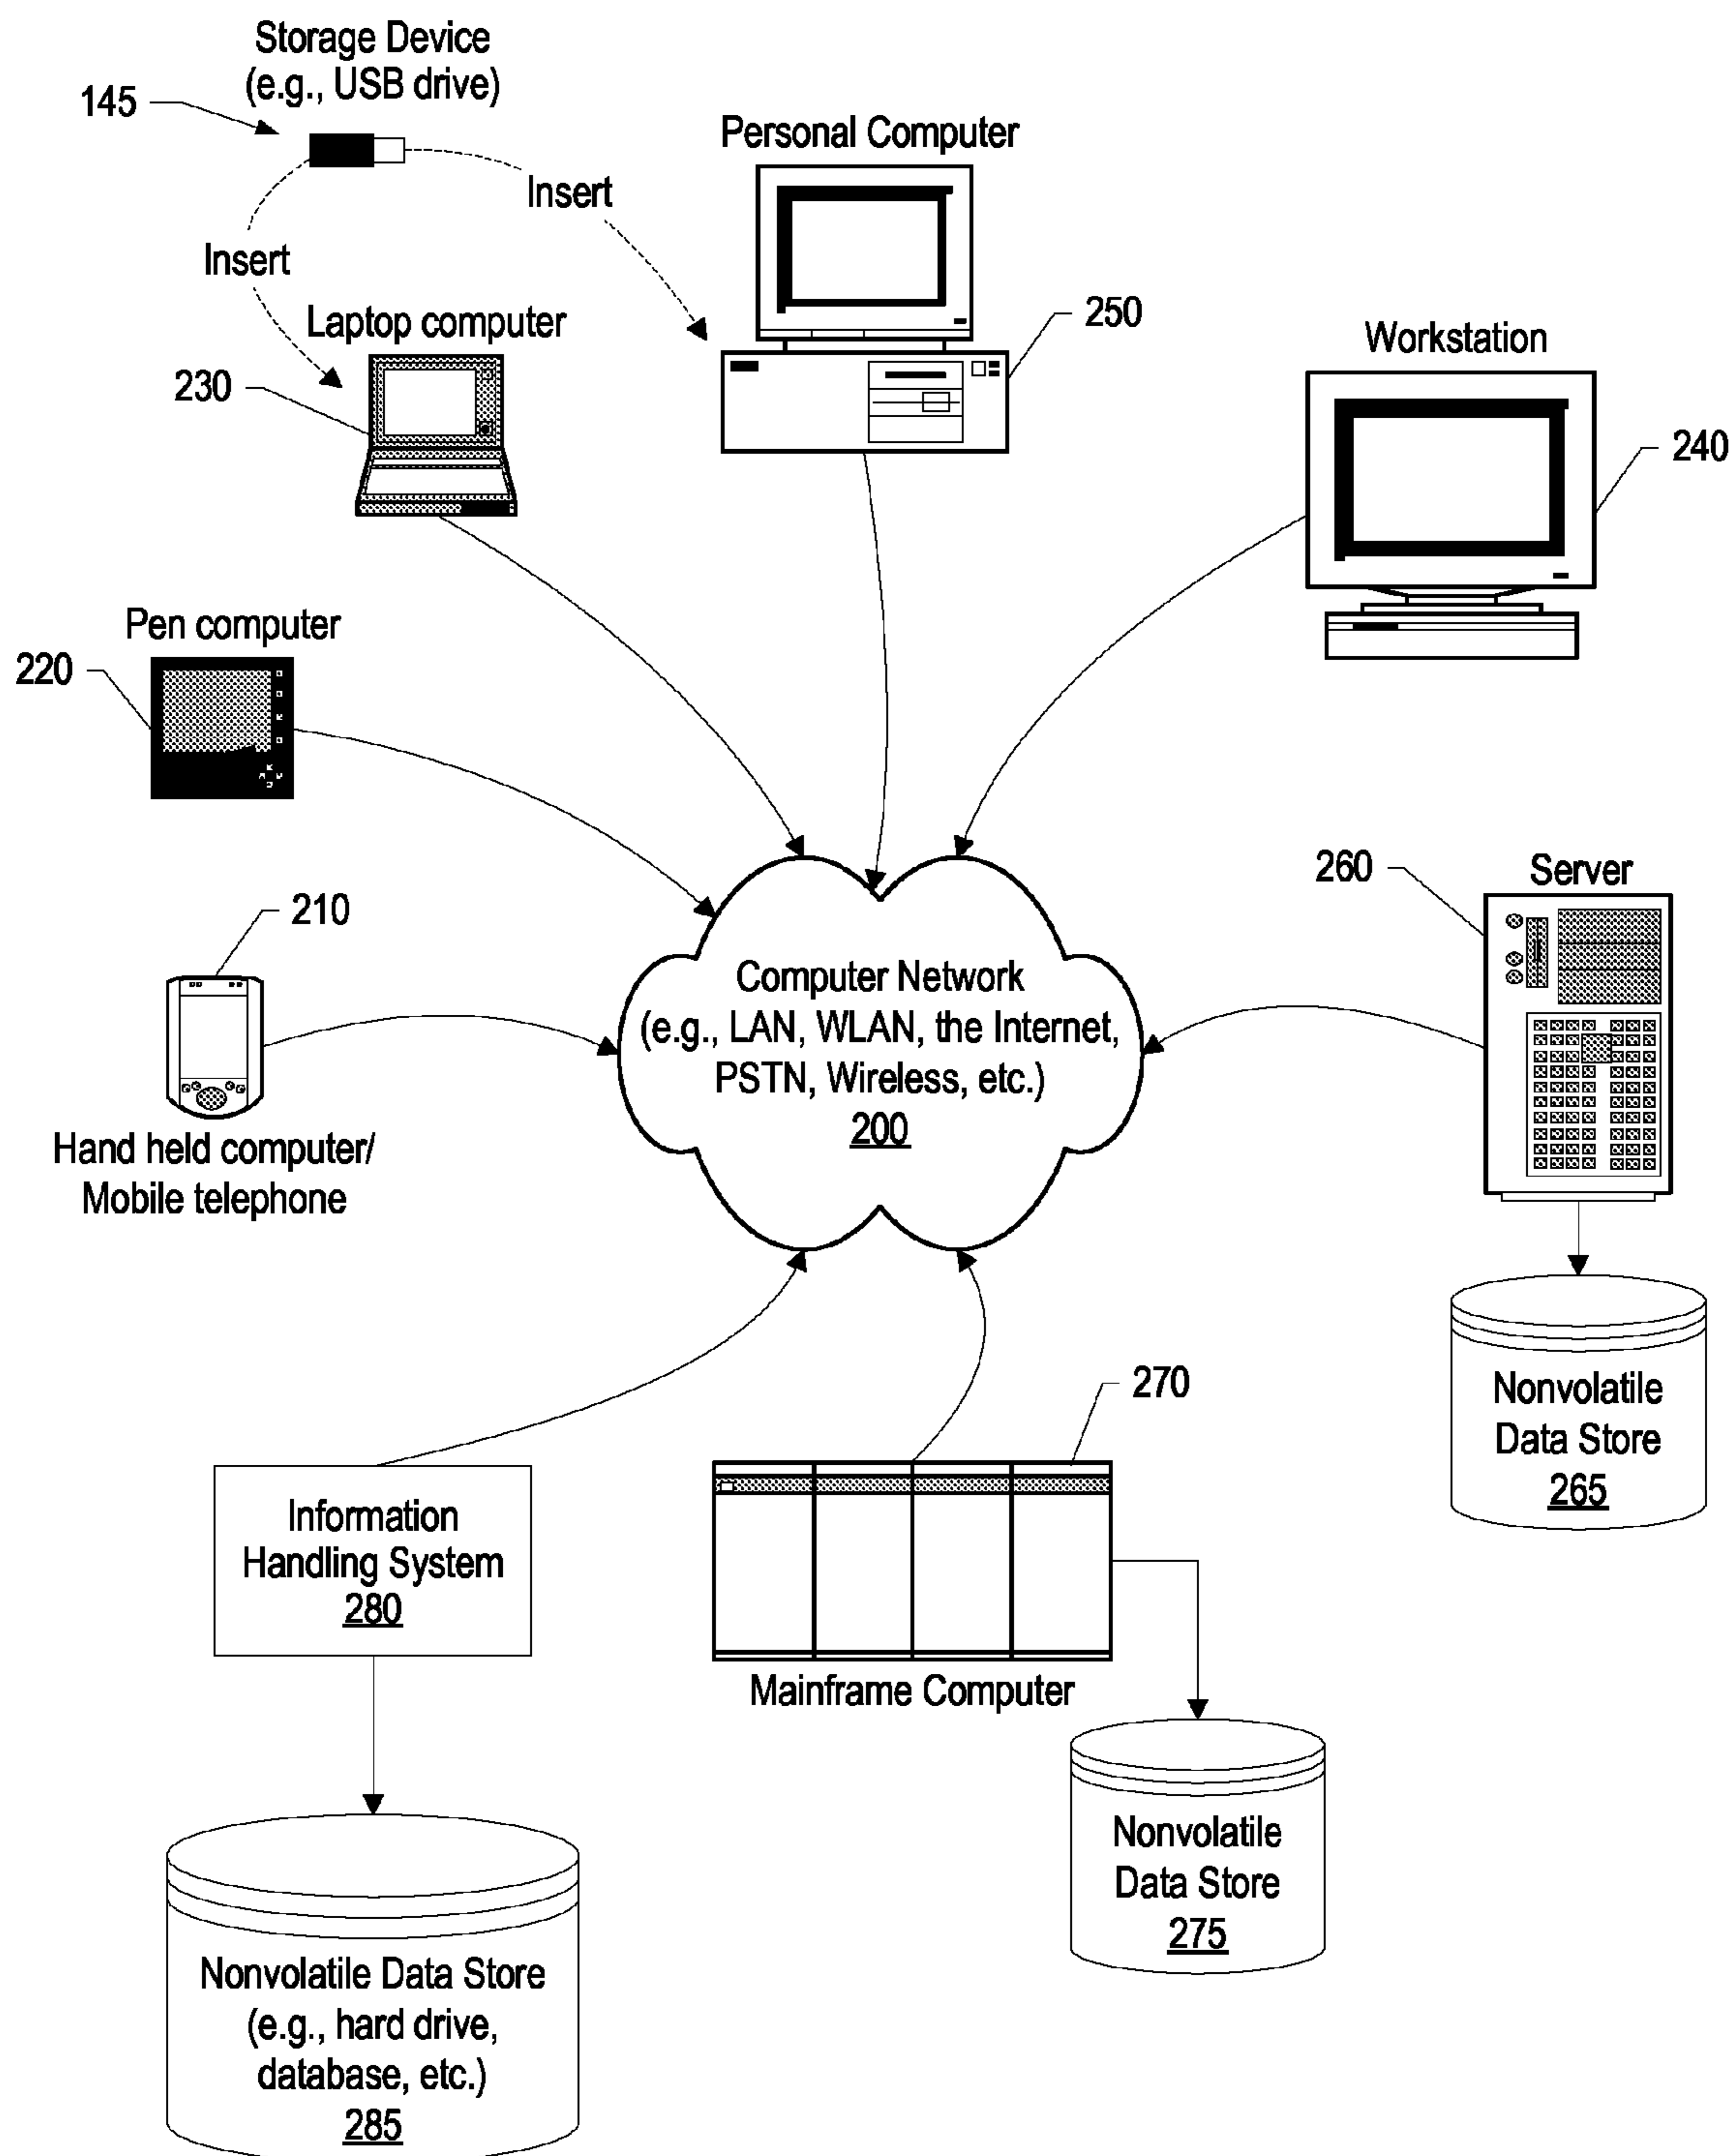 Storage Device
(e.g., USB drive)
145
Personal Computer
Insert
Insert
Laptop computer
250
Workstation
230
240
Pen computer
220
260
Server
210
Computer Network
(e.g., LAN, WLAN, the Internet,
PSTN, Wireless, etc.)
200
Hand held computer/
Mobile telephone
270
Nonvolatile
Data Store
265
Information
Handling System
280
Mainframe Computer
Nonvolatile
Data Store
275
Nonvolatile Data Store
(e.g., hard drive,
database, etc.)
285